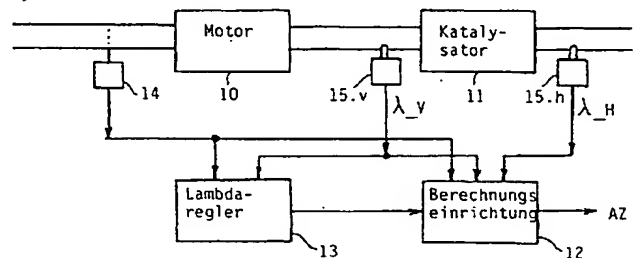 Motor
Kataly-
sator
14
10
15.v
λ_V
11
15.h
λ_H
Lambda-
regler
Berechnungs
einrichtung
AZ
13
12